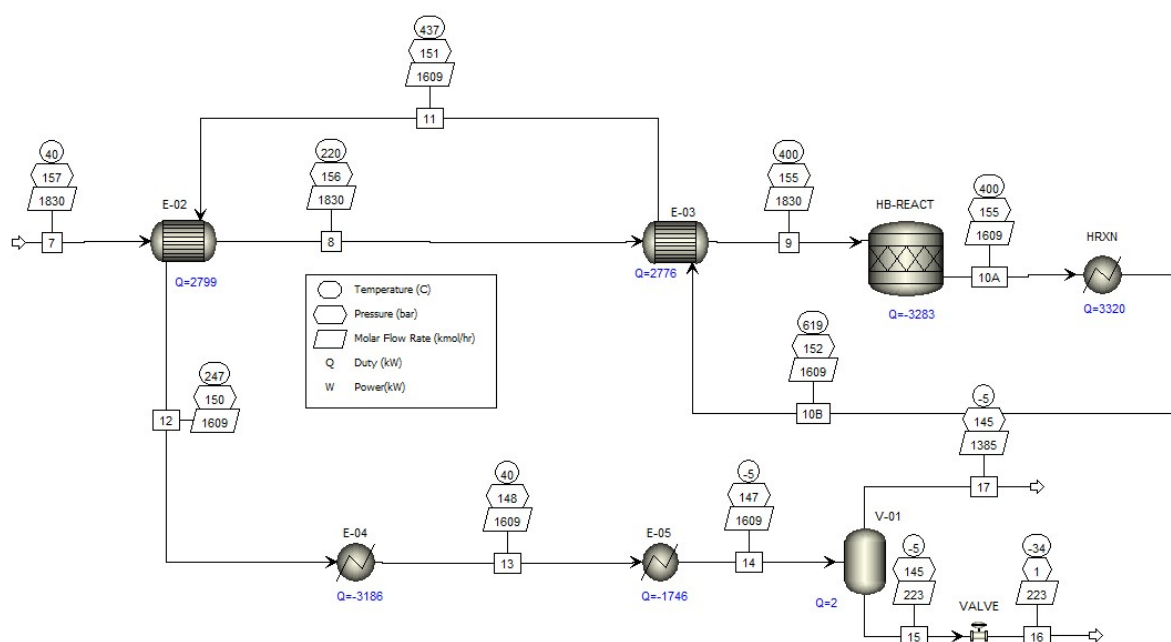 437
151
1609
11
40
157
1830
7
E-02
Q=2799
220
156
1830
8
E-03
Q=2776
400
155
1830
9
HB-REACT
Q=-3283
400
155
1609
10A
HRXN
Q=3320
Temperature (C)
Pressure (bar)
Molar Flow Rate (kmol/hr)
Q Duty (kW)
W Power(kW)
619
152
1609
10B
-5
145
1385
17
247
150
1609
12
E-04
Q=-3186
40
148
1609
13
E-05
Q=-1746
-5
147
1609
14
V-01
Q=2
-5
145
223
15
VALVE
-34
1
223
16